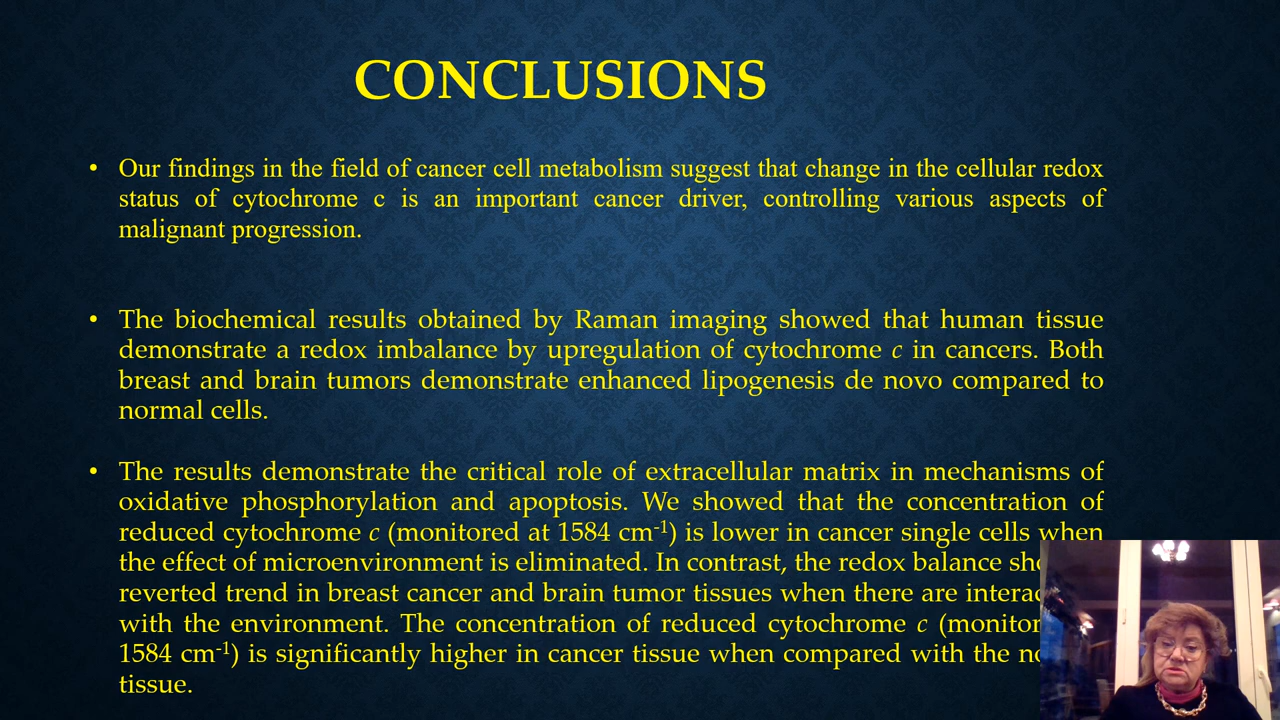 CONCLUSIONS
• Our findings in the field of cancer cell metabolism suggest that change in the cellular redox
status of cytochrome c is an important cancer driver, controlling various aspects of
malignant progression.
• The biochemical results obtained by Raman imaging showed that human tissue
demonstrate a redox imbalance by upregulation of cytochrome c in cancers. Both
breast and brain tumors demonstrate enhanced lipogenesis de novo compared to
normal cells.
• The results demonstrate the critical role of extracellular matrix in mechanisms of
oxidative phosphorylation and apoptosis. We showed that the concentration of
reduced cytochrome c (monitored at 1584 cm⁻¹) is lower in cancer single cells when
the effect of microenvironment is eliminated. In contrast, the redox balance
reverted trend in breast cancer and brain tumor tissues when there are
with the environment. The concentration of reduced cytochrome c
1584 cm⁻¹) is significantly higher in cancer tissue when compared with the
tissue.